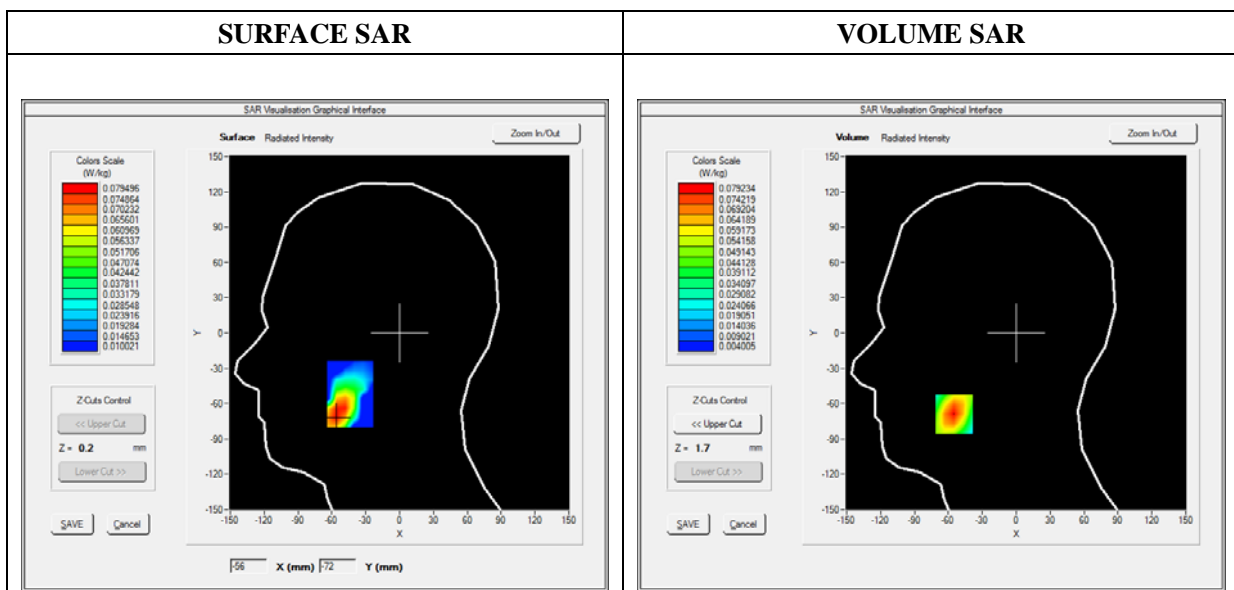 SURFACE SAR
VOLUME SAR
SAR Visualisation Graphical Interface
Surface Radiated Intensity
Zoom In/Out
Colors Scale
(W/kg)
0.079496
0.074864
0.070232
0.065601
0.060969
0.056337
0.051706
0.047074
0.042442
0.037811
0.033179
0.028548
0.023916
0.019284
0.014653
0.010021
150
120
90
60
30
0
-30
-60
-90
-120
-150
Y
-150 -120 -90 -60 -30 0 30 60 90 120 150
X
Z-Cuts Control
<< Upper Cut
Z = 0.2 mm
Lower Cut >>
SAVE Cancel
-56 X (mm) -72 Y (mm)
SAR Visualisation Graphical Interface
Volume Radiated Intensity
Zoom In/Out
Colors Scale
(W/kg)
0.079234
0.074219
0.069204
0.064189
0.059173
0.054158
0.049143
0.044128
0.039112
0.034097
0.029082
0.024066
0.019051
0.014036
0.009021
0.004005
150
120
90
60
30
0
-30
-60
-90
-120
-150
Y
-150 -120 -90 -60 -30 0 30 60 90 120 150
X
Z-Cuts Control
<< Upper Cut
Z = 1.7 mm
Lower Cut >>
SAVE Cancel